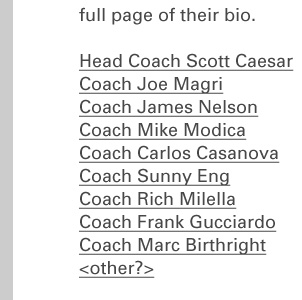 full page of their bio.
Head Coach Scott Caesar
Coach Joe Magri
Coach James Nelson
Coach Mike Modica
Coach Carlos Casanova
Coach Sunny Eng
Coach Rich Milella
Coach Frank Gucciardo
Coach Marc Birthright
<other?>